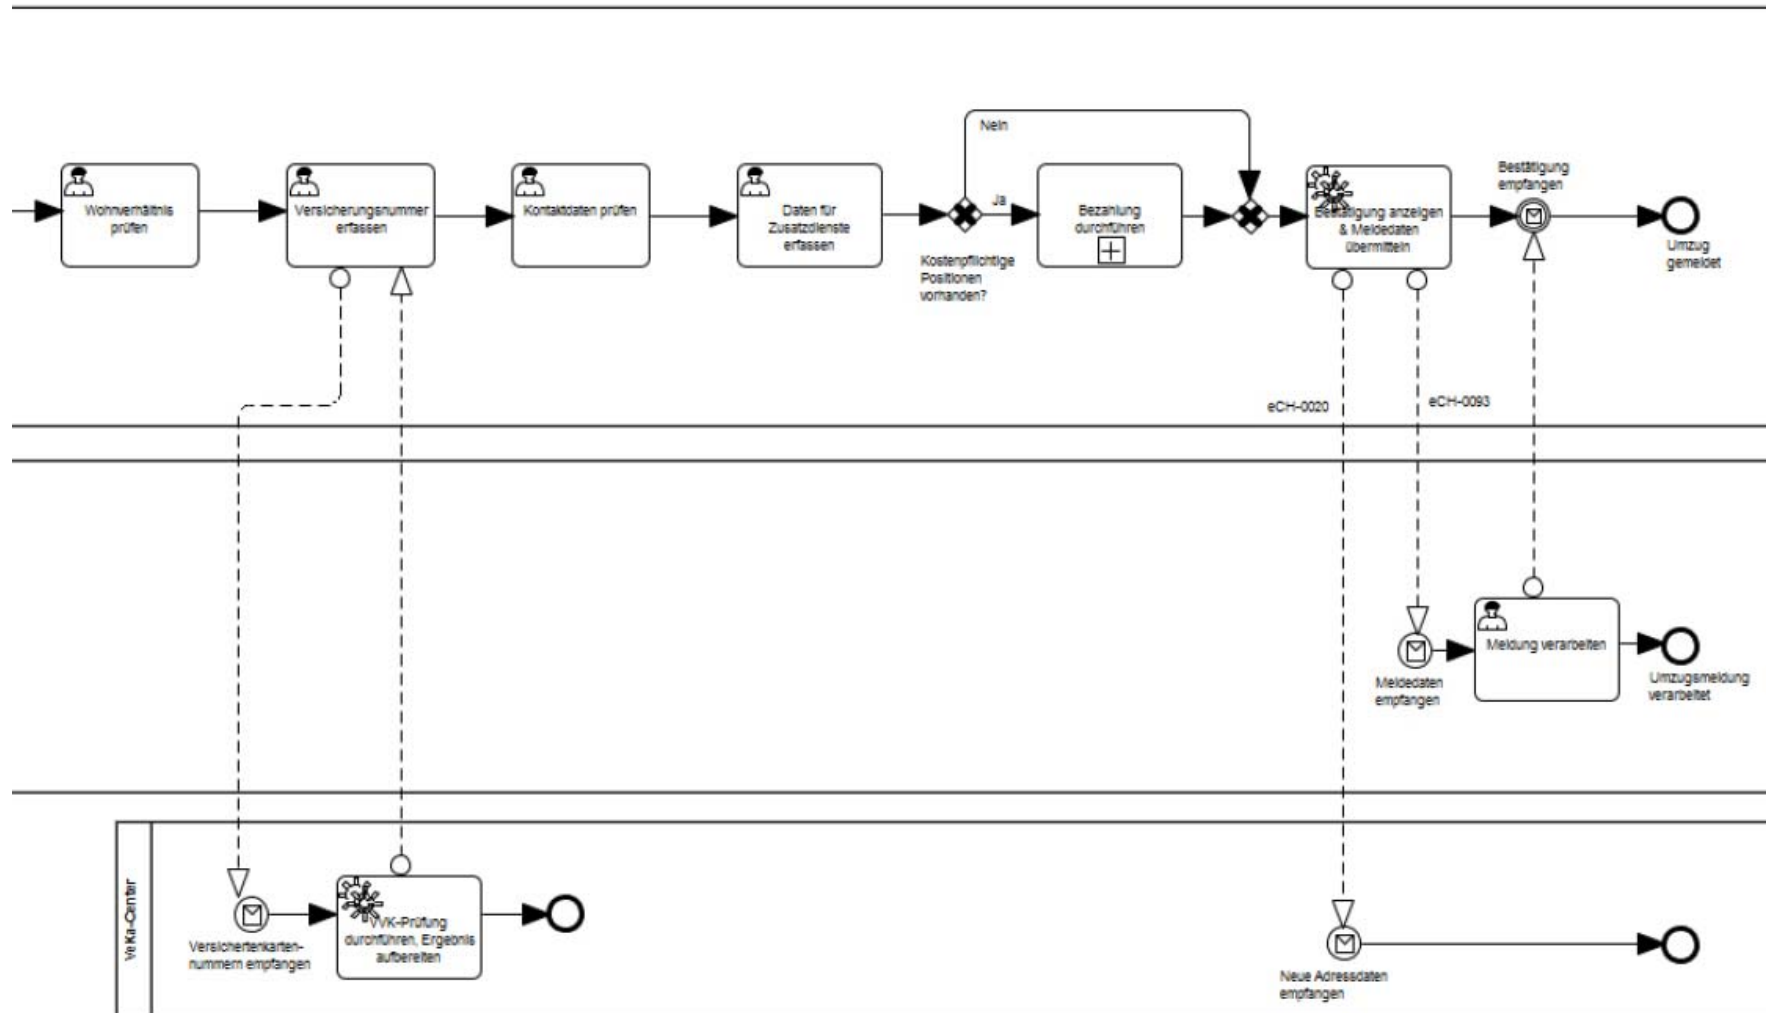 Nein
Wohnverhältnis
prüfen
Versicherungsnummer
erfassen
Kontaktdaten prüfen
Daten für
Zusatzdienste
erfassen
Kostenpflichtige
Positionen
vorhanden?
Ja
Bezahlung
durchführen
Bestätigung anzeigen
& Meldedaten
übermitteln
Bestätigung
empfangen
Umzug
gemeldet
eCH-0020
eCH-0093
Meldedaten
empfangen
Meldung verarbeiten
Umzugsmeldung
verarbeitet
VeKa-Center
Versichertenkarten-
nummern empfangen
VVK-Prüfung
durchführen, Ergebnis
aufbereiten
Neue Adressdaten
empfangen